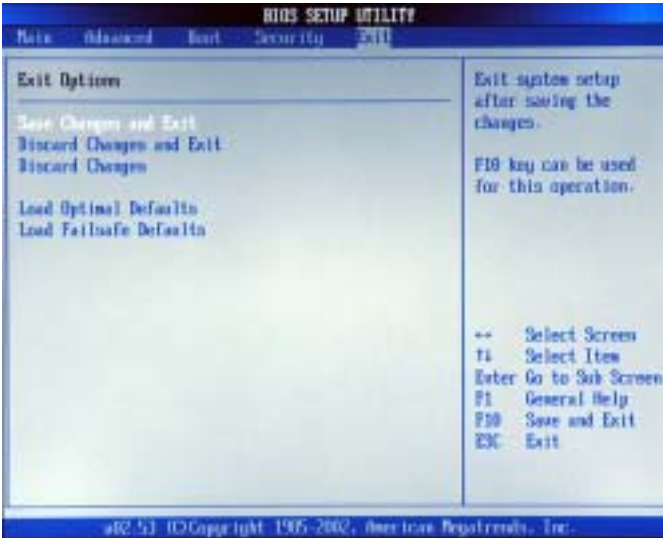 BIOS SETUP UTILITY
Main Advanced Boot Security Exit
Exit Options
Save Changes and Exit
Discard Changes and Exit
Discard Changes
Load Optimal Defaults
Load Failsafe Defaults
Exit system setup
after saving the
changes.
F10 key can be used
for this operation.
↔ Select Screen
↑↓ Select Item
Enter Go to Sub Screen
F1 General Help
F10 Save and Exit
ESC Exit
v02.53 (C)Copyright 1985-2002, American Megatrends, Inc.